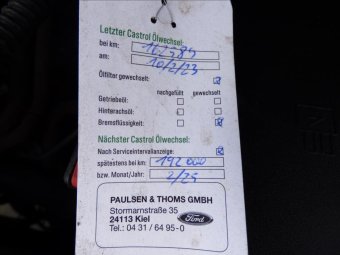 Letzter Castrol Ölwechsel:
bei km:
am: 10/2/23
Ölfilter gewechselt:
nachgefüllt gewechselt
Getriebeöl:
Hinterachsöl:
Bremsflüssigkeit:
Nächster Castrol Ölwechsel:
Nach Serviceintervallanzeige:
spätestens bei km: 192000
bzw. Monat/Jahr: 2/25
PAULSEN & THOMS GMBH
Stormarnstraße 35
24113 Kiel
Tel.: 04 31 / 64 95-0
Ford